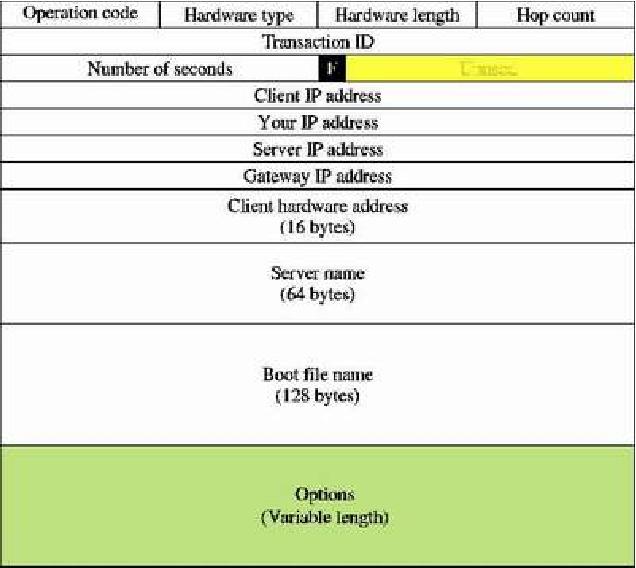 Operation code Hardware type Hardware length Hop count
Transaction ID
Number of seconds F
Client IP address
Your IP address
Server IP address
Gateway IP address
Client hardware address
(16 bytes)
Server name
(64 bytes)
Boot file name
(128 bytes)
Options
(Variable length)